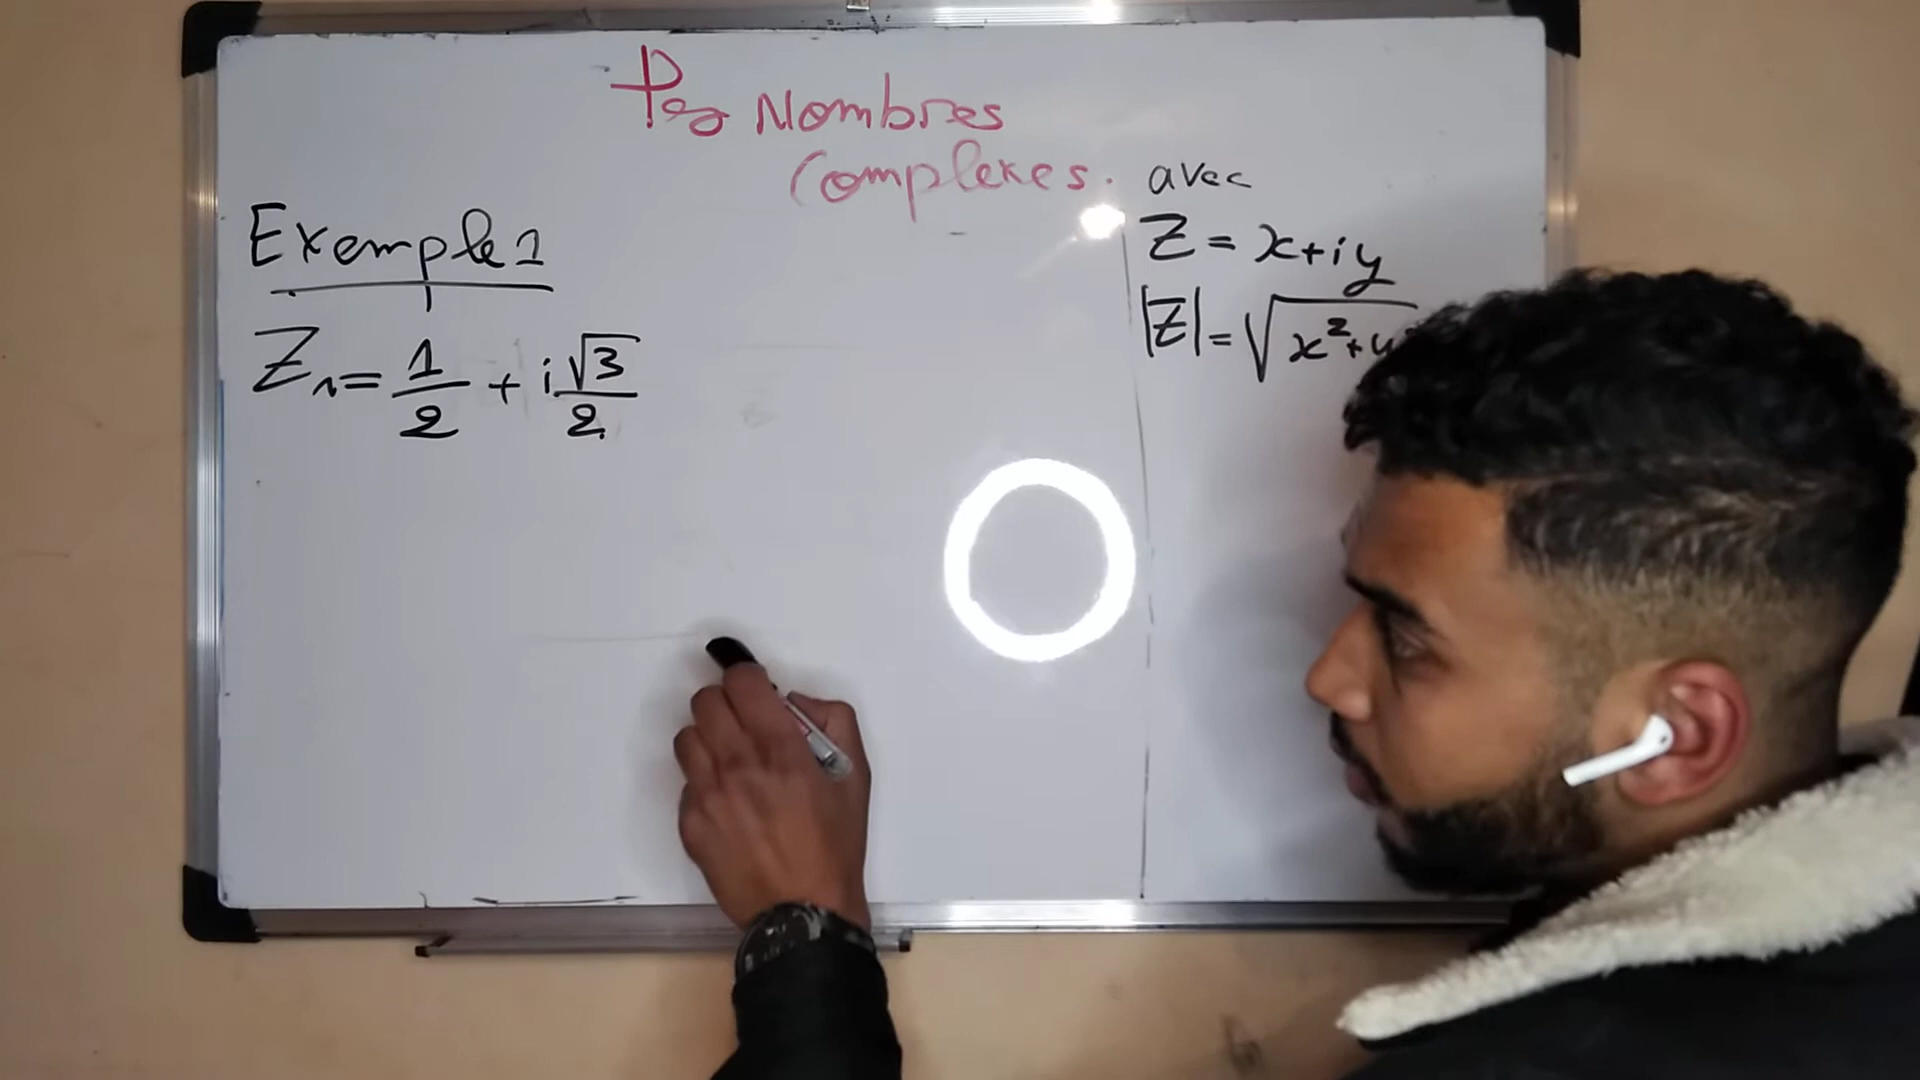 Les Nombres
Complexes.
Exemple 1
Z₁ = 1/2 + i√3/2
avec
Z = x + iy
|Z| = √x² + y